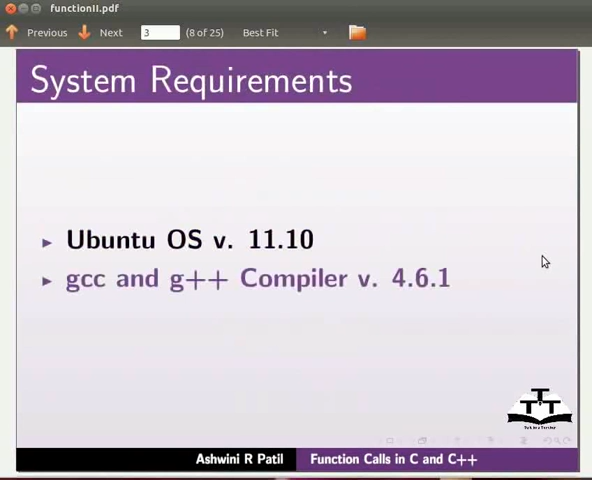 functionII.pdf
Previous Next 3 (8 of 25) Best Fit
System Requirements
Ubuntu OS v. 11.10
gcc and g++ Compiler v. 4.6.1
TTT
Ashwini R Patil Function Calls in C and C++